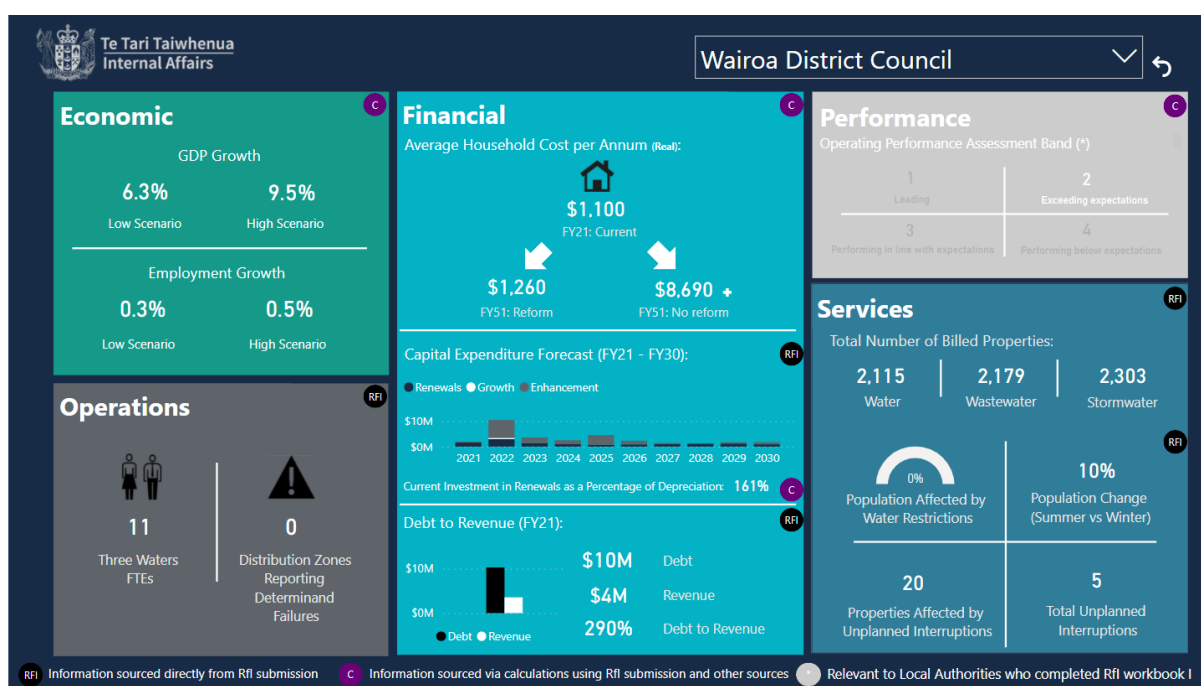 Te Tari Taiwhenua
Internal Affairs
Wairoa District Council
Economic
C
GDP Growth
6.3%
9.5%
Low Scenario
High Scenario
Employment Growth
0.3%
0.5%
Low Scenario
High Scenario
Operations
RFI
11
0
Three Waters
FTEs
Distribution Zones
Reporting
Determinand
Failures
Financial
C
Average Household Cost per Annum (Real):
$1,100
FY21: Current
$1,260
$8,690 +
FY51: Reform
FY51: No reform
Capital Expenditure Forecast (FY21 - FY30):
RFI
Renewals Growth Enhancement
$10M
$0M
2021 2022 2023 2024 2025 2026 2027 2028 2029 2030
Current Investment in Renewals as a Percentage of Depreciation: 161%
C
Debt to Revenue (FY21):
RFI
$10M
$0M
Debt Revenue
$10M Debt
$4M Revenue
290% Debt to Revenue
Performance
C
Operating Performance Assessment Band (*)
1
Leading
2
Exceeding expectations
3
Performing in line with expectations
4
Performing below expectations
Services
RFI
Total Number of Billed Properties:
2,115
2,179
2,303
Water
Wastewater
Stormwater
RFI
0%
Population Affected by
Water Restrictions
10%
Population Change
(Summer vs Winter)
20
Properties Affected by
Unplanned Interruptions
5
Total Unplanned
Interruptions
RFI Information sourced directly from RfI submission
C Information sourced via calculations using RfI submission and other sources
* Relevant to Local Authorities who completed RfI workbook I